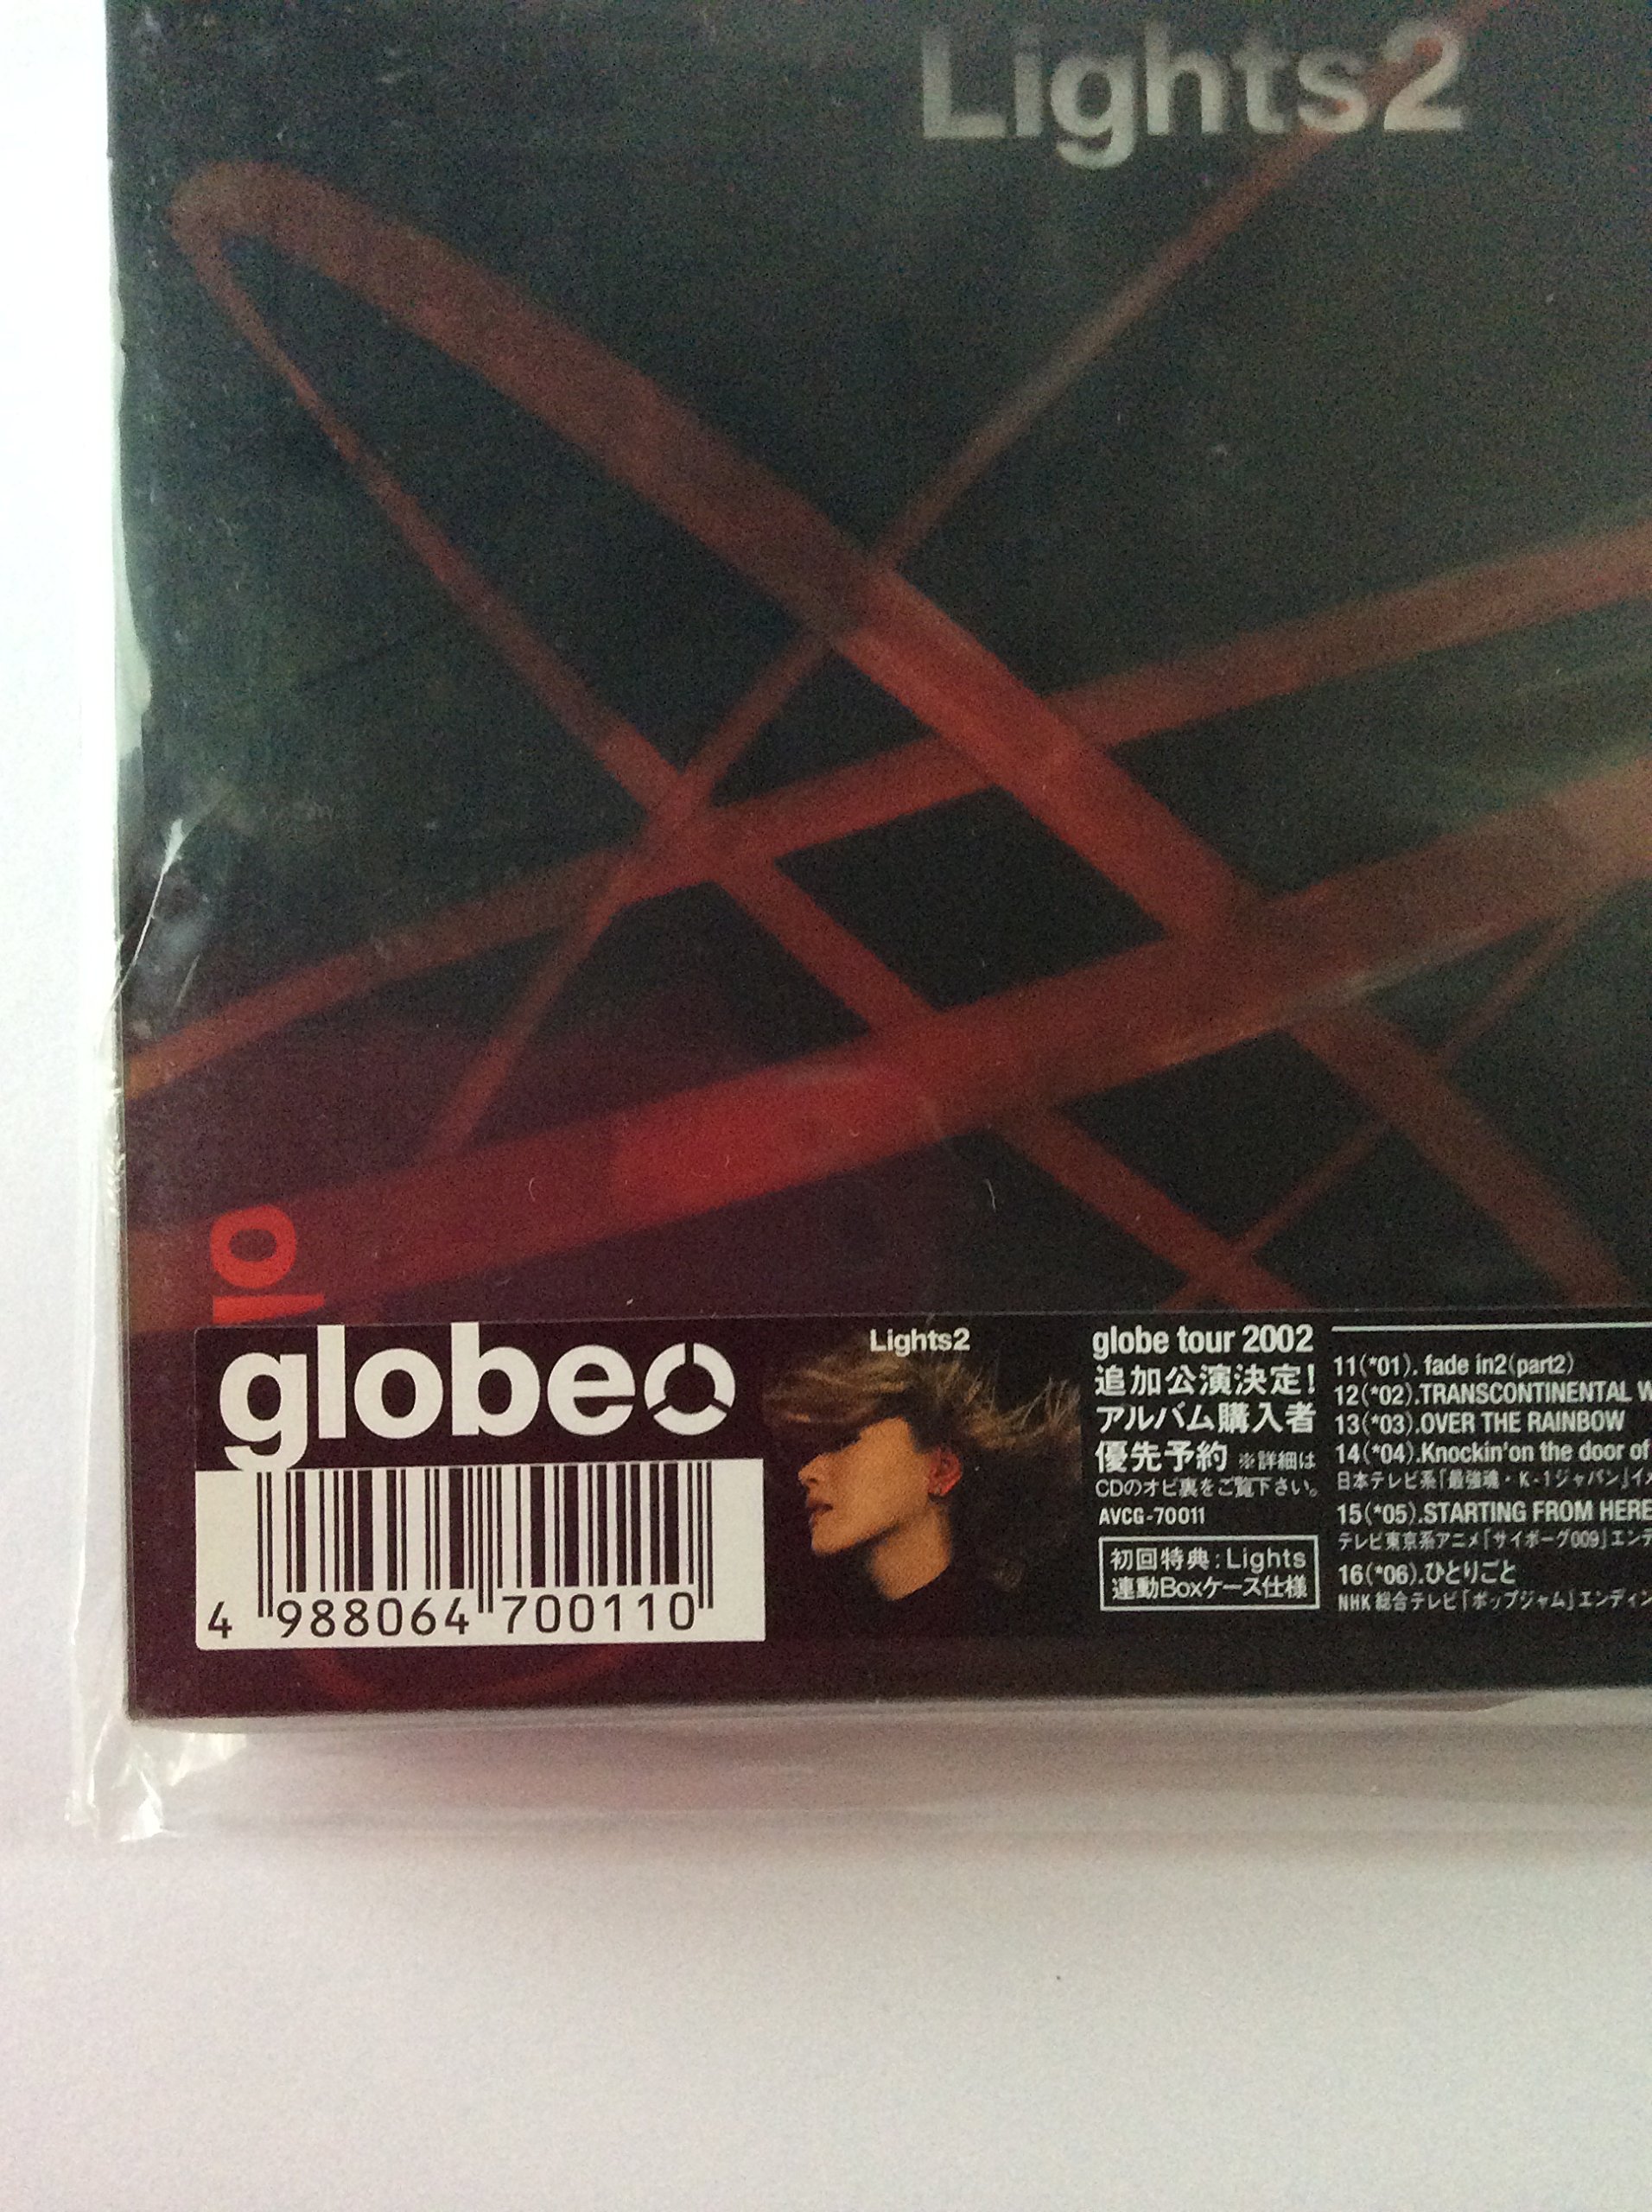 Lights2
globe
4 988064 700110
Lights2
globe tour 2002
追加公演決定!
アルバム購入者
優先予約 ※詳細は
CDのオビ裏をご覧下さい。
AVCG-70011
初回特典:Lights
連動Boxケース仕様
11(*01). fade in2(part2)
12(*02).TRANSCONTINENTAL
13(*03).OVER THE RAINBOW
14(*04).Knockin'on the door of
日本テレビ系「最強魂・K-1ジャパン」イ
15(*05).STARTING FROM HERE
テレビ東京系アニメ「サイボーグ009」エン
16(*06).ひとりごと
NHK 総合テレビ「ポップジャム」エンディン